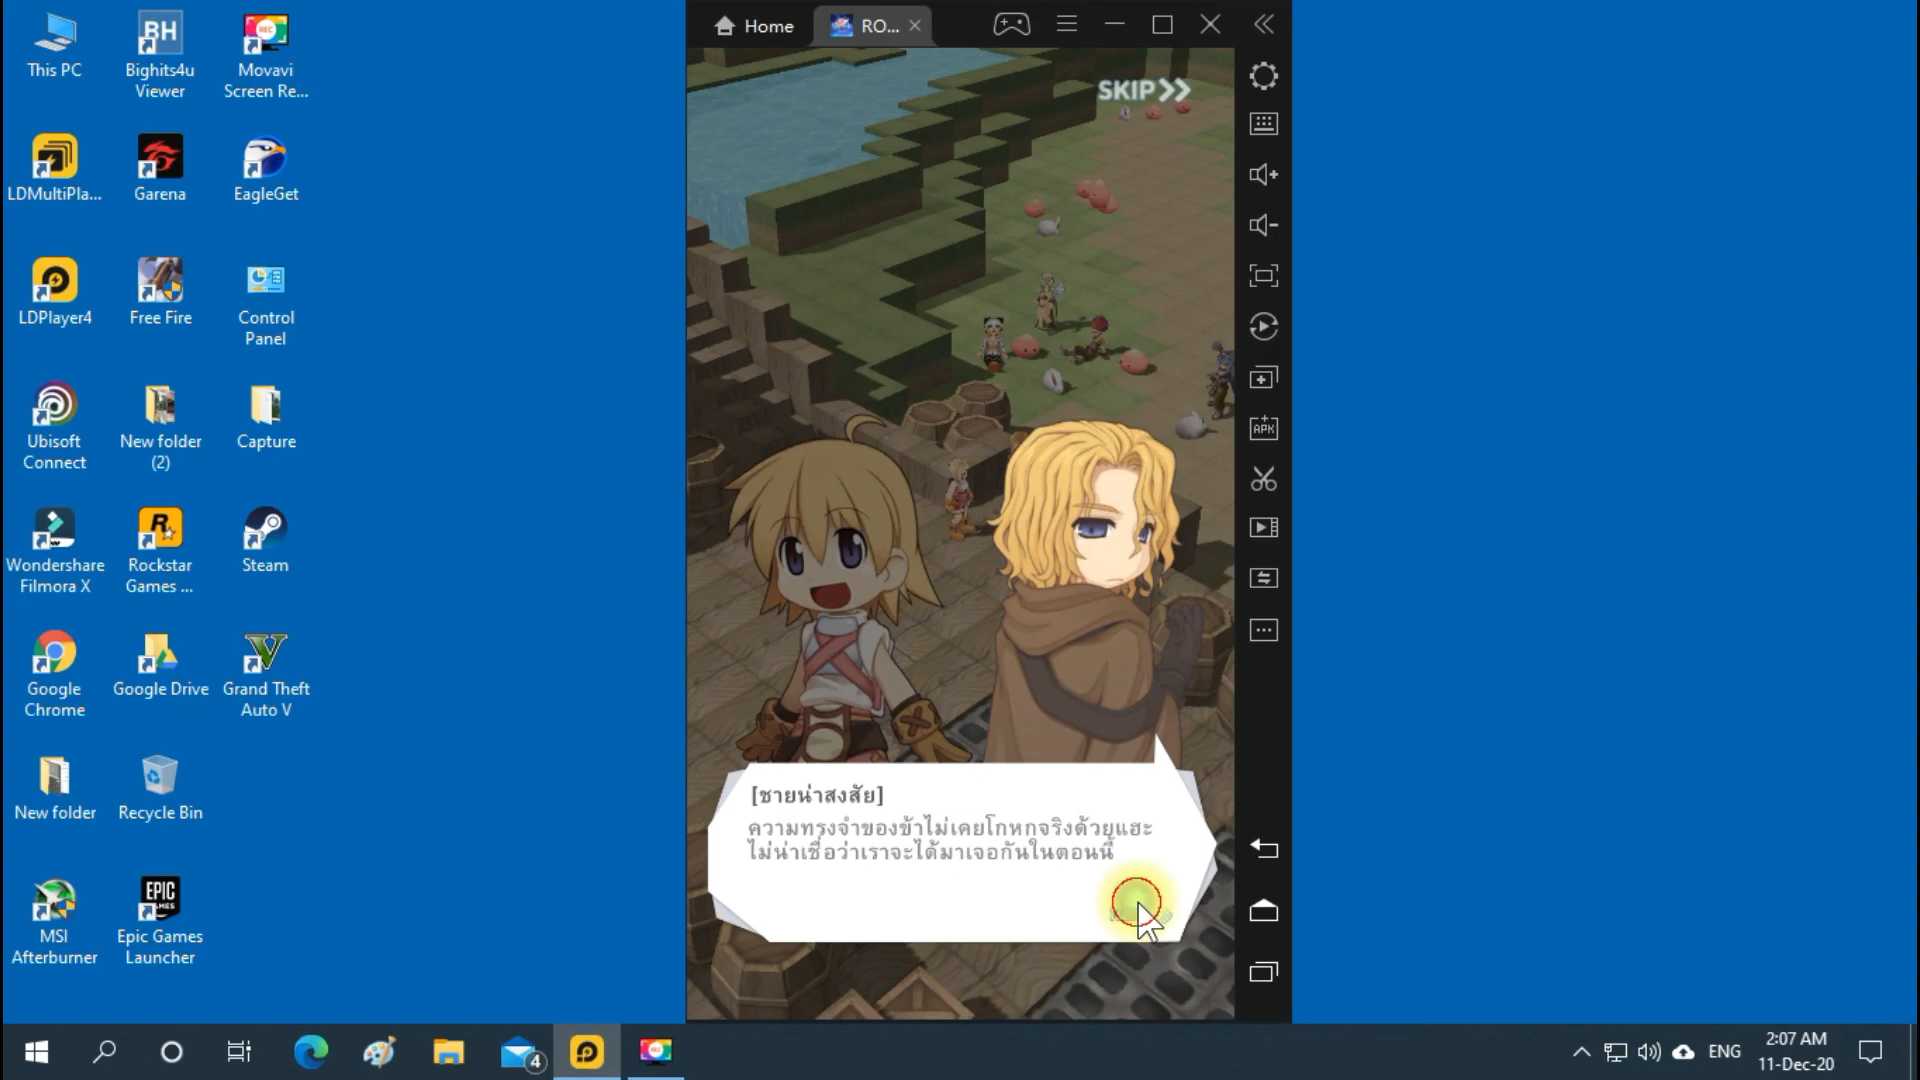 Home
RO...
SKIP
This PC
Bighits4u
Viewer
Movavi
Screen Re...
LDMultiPla...
Garena
EagleGet
LDPlayer4
Free Fire
Control
Panel
Ubisoft
Connect
New folder
(2)
Capture
Wondershare
Filmora X
Rockstar
Games ...
Steam
Google
Chrome
Google Drive
Grand Theft
Auto V
New folder
Recycle Bin
MSI
Afterburner
Epic Games
Launcher
BH
REC
EPIC
GAMES
APK
[ชายน่าสงสัย]
ความทรงจำของข้าไม่เคยโกหกจริงด้วยแฮะ
ไม่น่าเชื่อว่าเราจะได้มาเจอกันในตอนนี้
4
ENG
2:07 AM
11-Dec-20